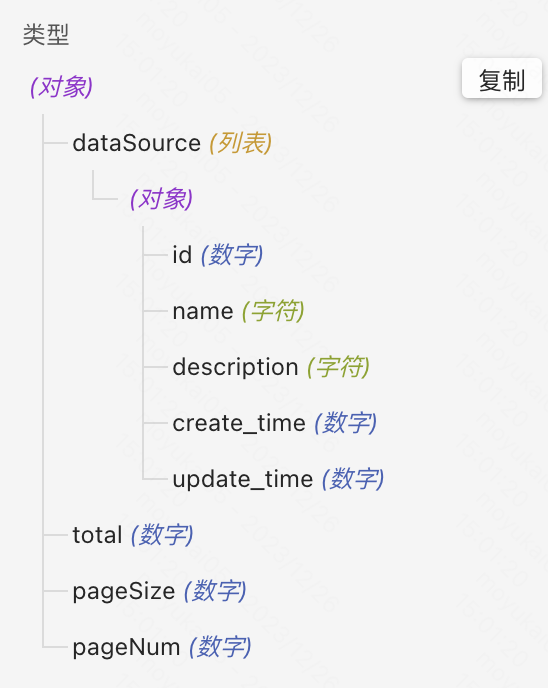 类型
(对象)
复制
dataSource (列表)
(对象)
id (数字)
name (字符)
description (字符)
create_time (数字)
update_time (数字)
total (数字)
pageSize (数字)
pageNum (数字)